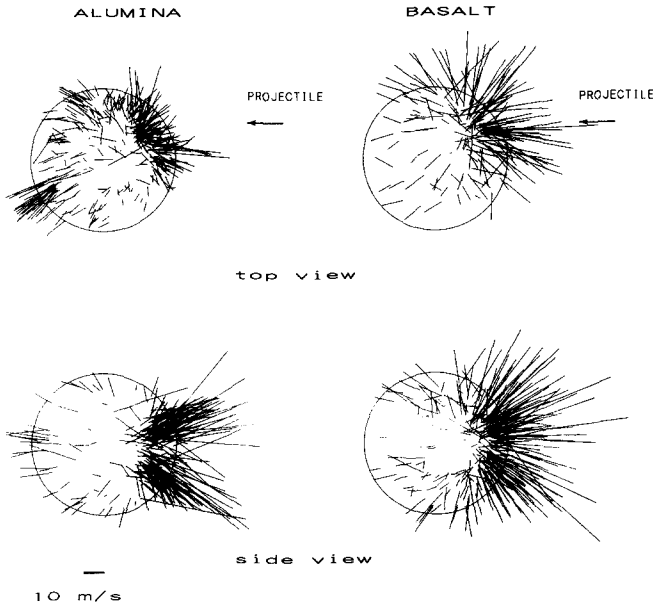 ALUMINA
BASALT
PROJECTILE
PROJECTILE
top view
side view
10 m/s